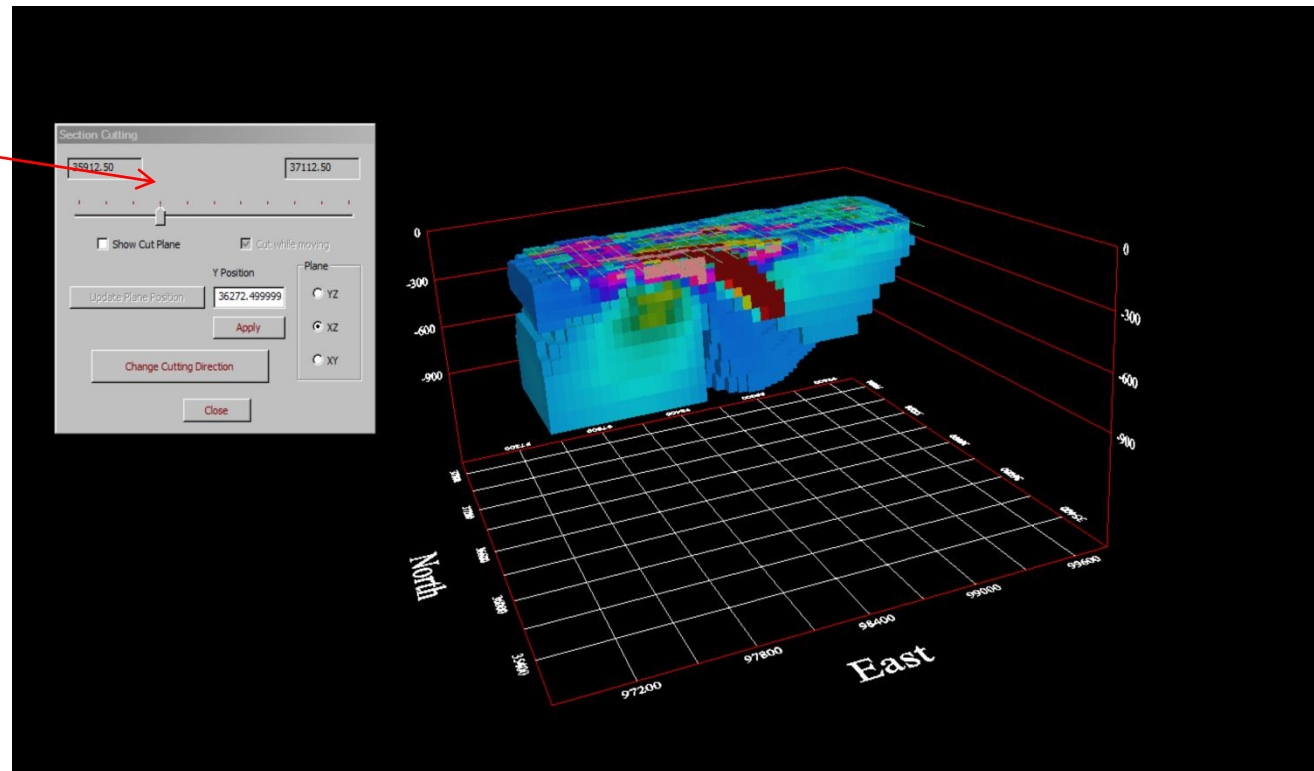 Section Cutting
35912.50 37112.50
Show Cut Plane
Cut while moving
Y Position
Plane
Update Plane Position
36272.499999
YZ
Apply
XZ
Change Cutting Direction
XY
Close
0
-300
-600
-900
0
-300
-600
-900
North
East
97200
97800
98400
99000
99600